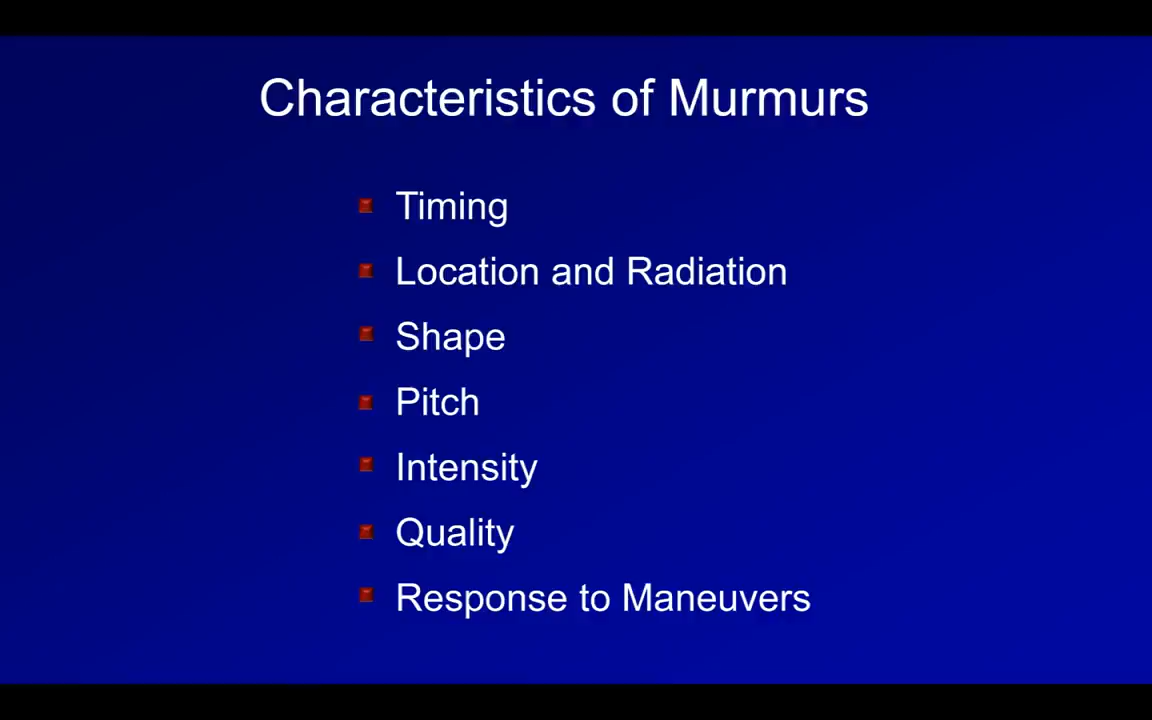 Characteristics of Murmurs
Timing
Location and Radiation
Shape
Pitch
Intensity
Quality
Response to Maneuvers